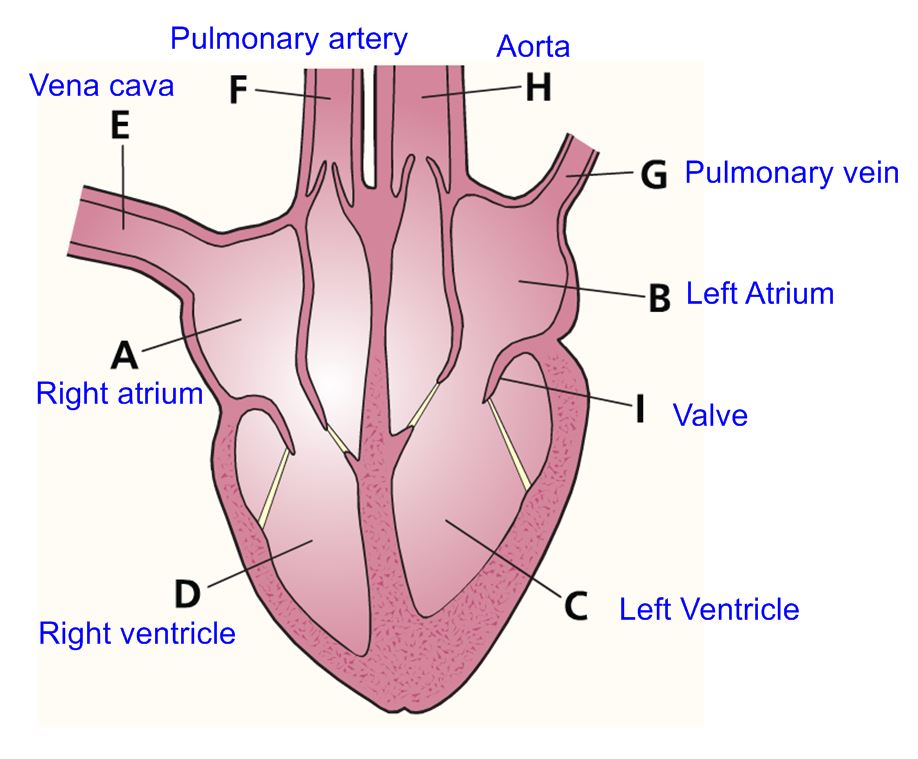 Pulmonary artery
Aorta
Vena cava
F
H
E
G Pulmonary vein
B Left Atrium
A
Right atrium
I Valve
D
C Left Ventricle
Right ventricle